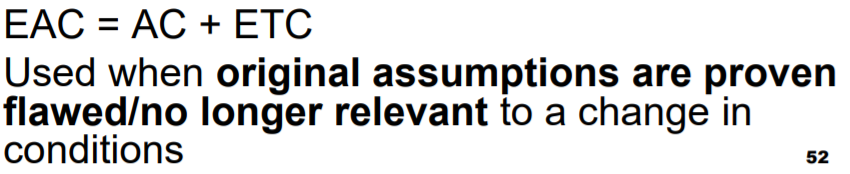 EAC = AC + ETC
Used when original assumptions are proven
flawed/no longer relevant to a change in
conditions
52